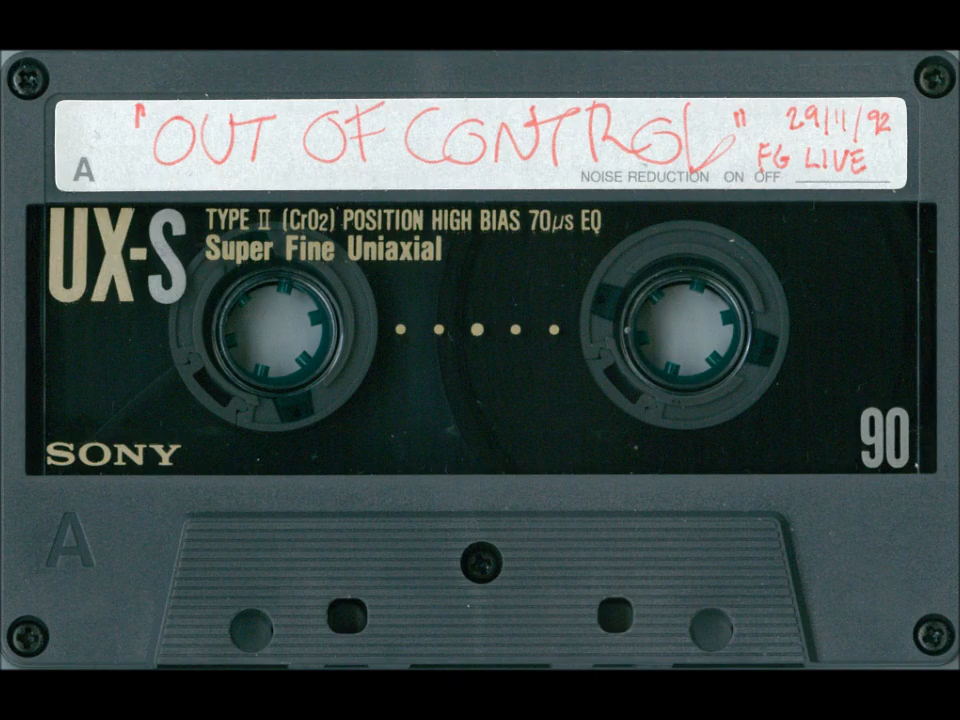 "OUT OF CONTROL" 29/11/92
FG LIVE
A NOISE REDUCTION ON OFF
UX-S TYPE II (CrO2) POSITION HIGH BIAS 70μs EQ
Super Fine Uniaxial
90
SONY
A